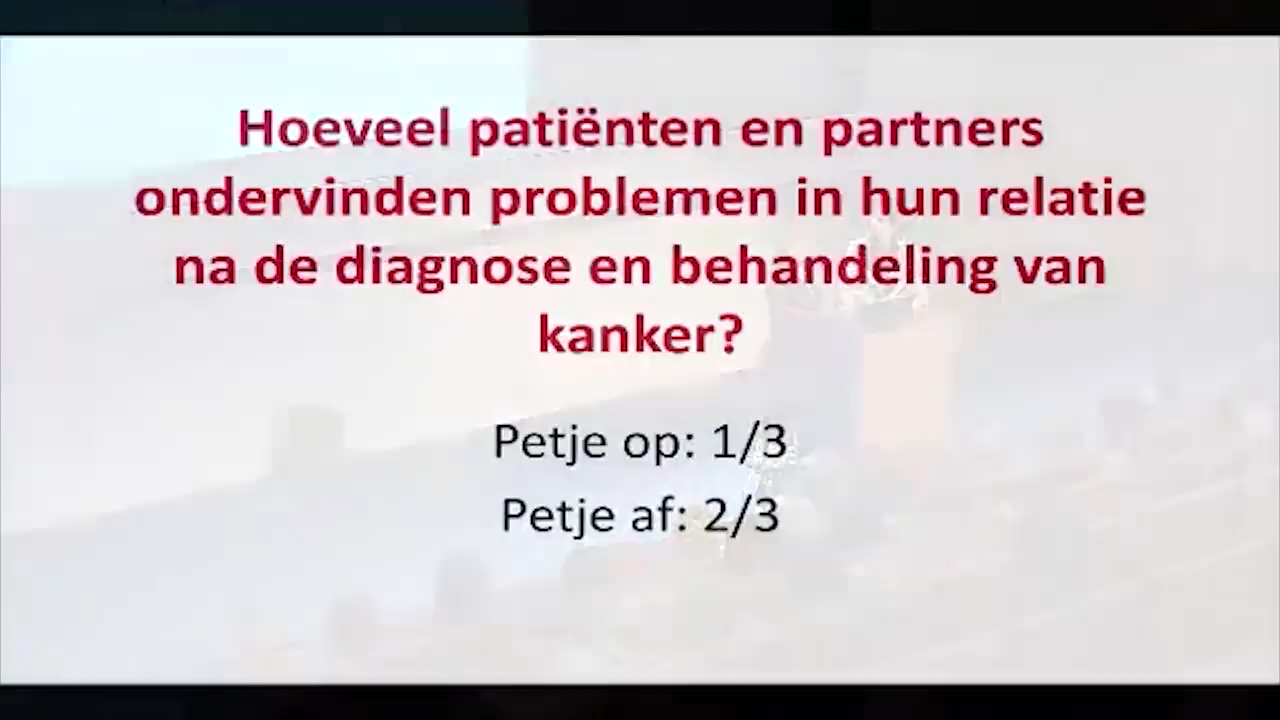 Hoeveel patiënten en partners
ondervinden problemen in hun relatie
na de diagnose en behandeling van
kanker?
Petje op: 1/3
Petje af: 2/3